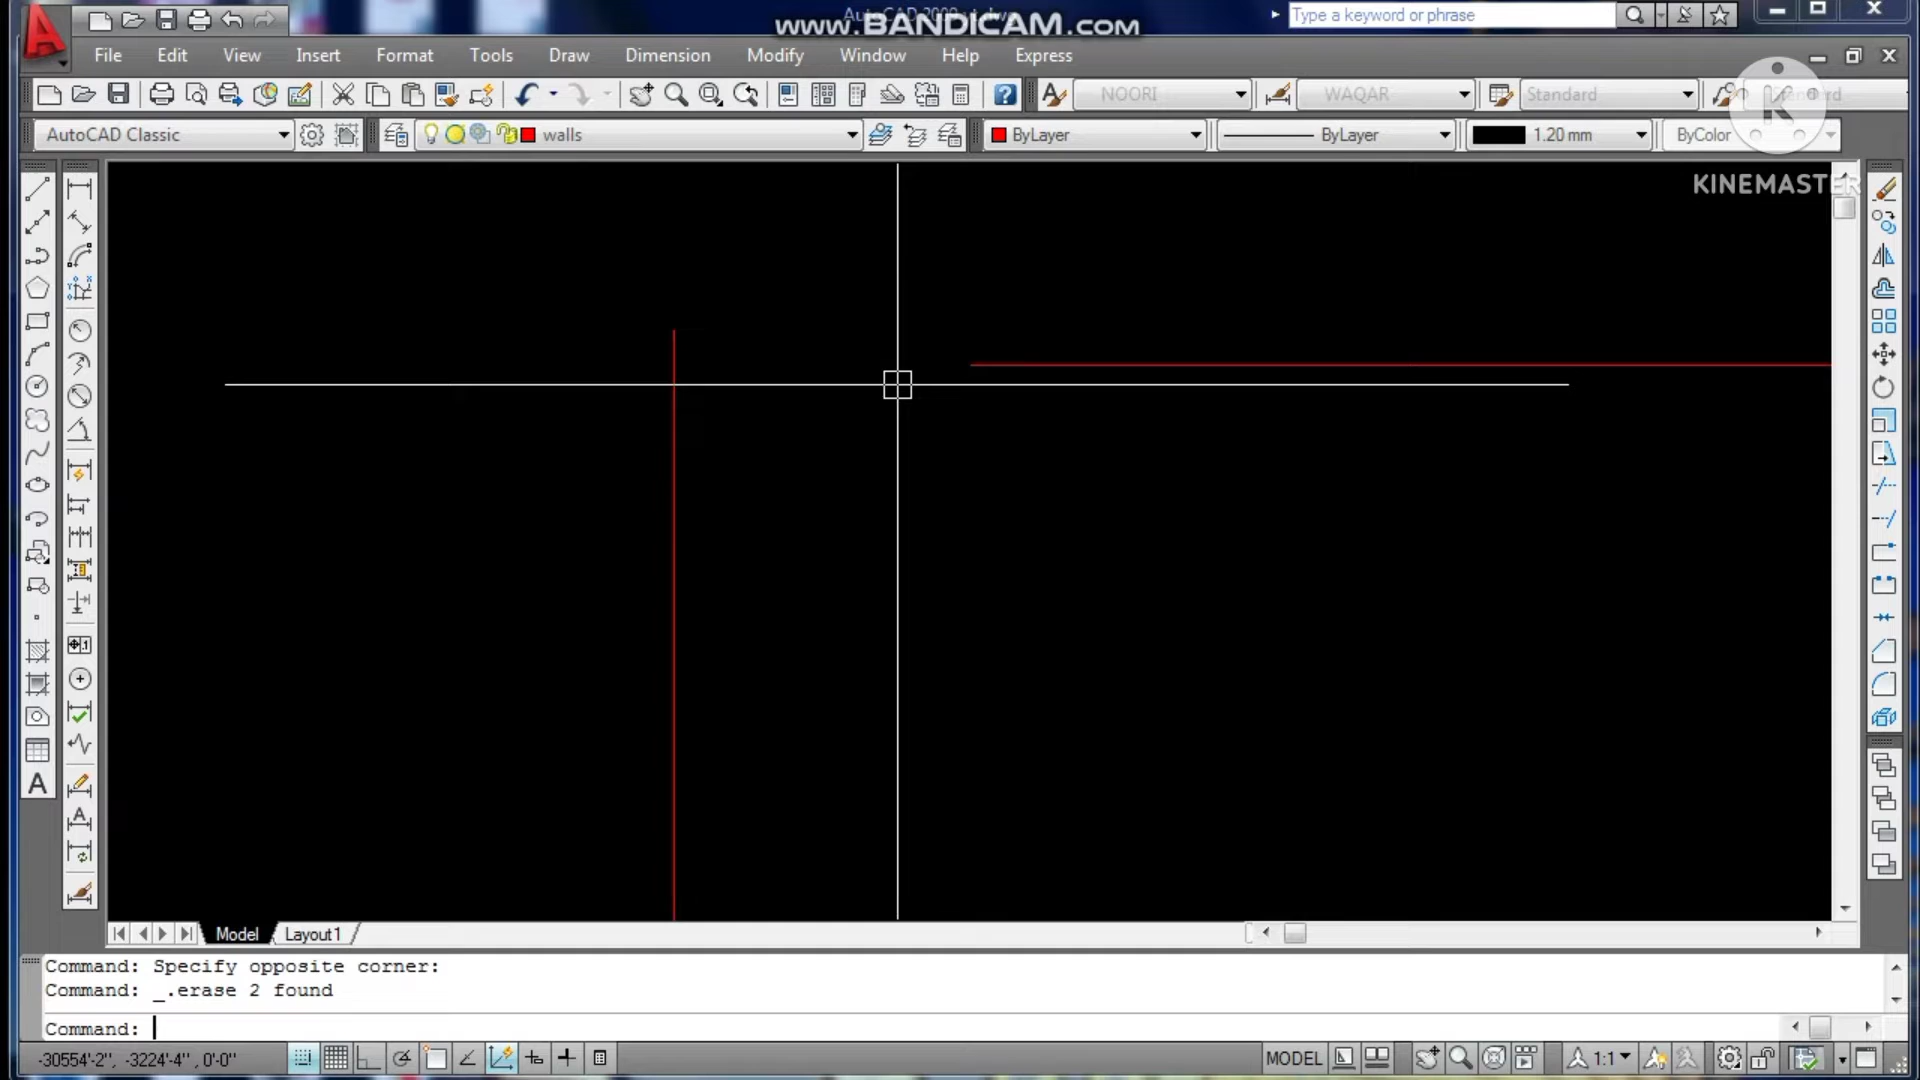 www.BANDICAM.com
Type a keyword or phrase
File Edit View Insert Format Tools Draw Dimension Modify Window Help Express
NOORI WAQAR Standard
AutoCAD Classic walls ByLayer ByLayer 1.20 mm ByColor
KINEMASTER
Model Layout1
Command: Specify opposite corner:
Command: _.erase 2 found
Command:
-30554'-2", -3224'-4", 0'-0" MODEL 1:1